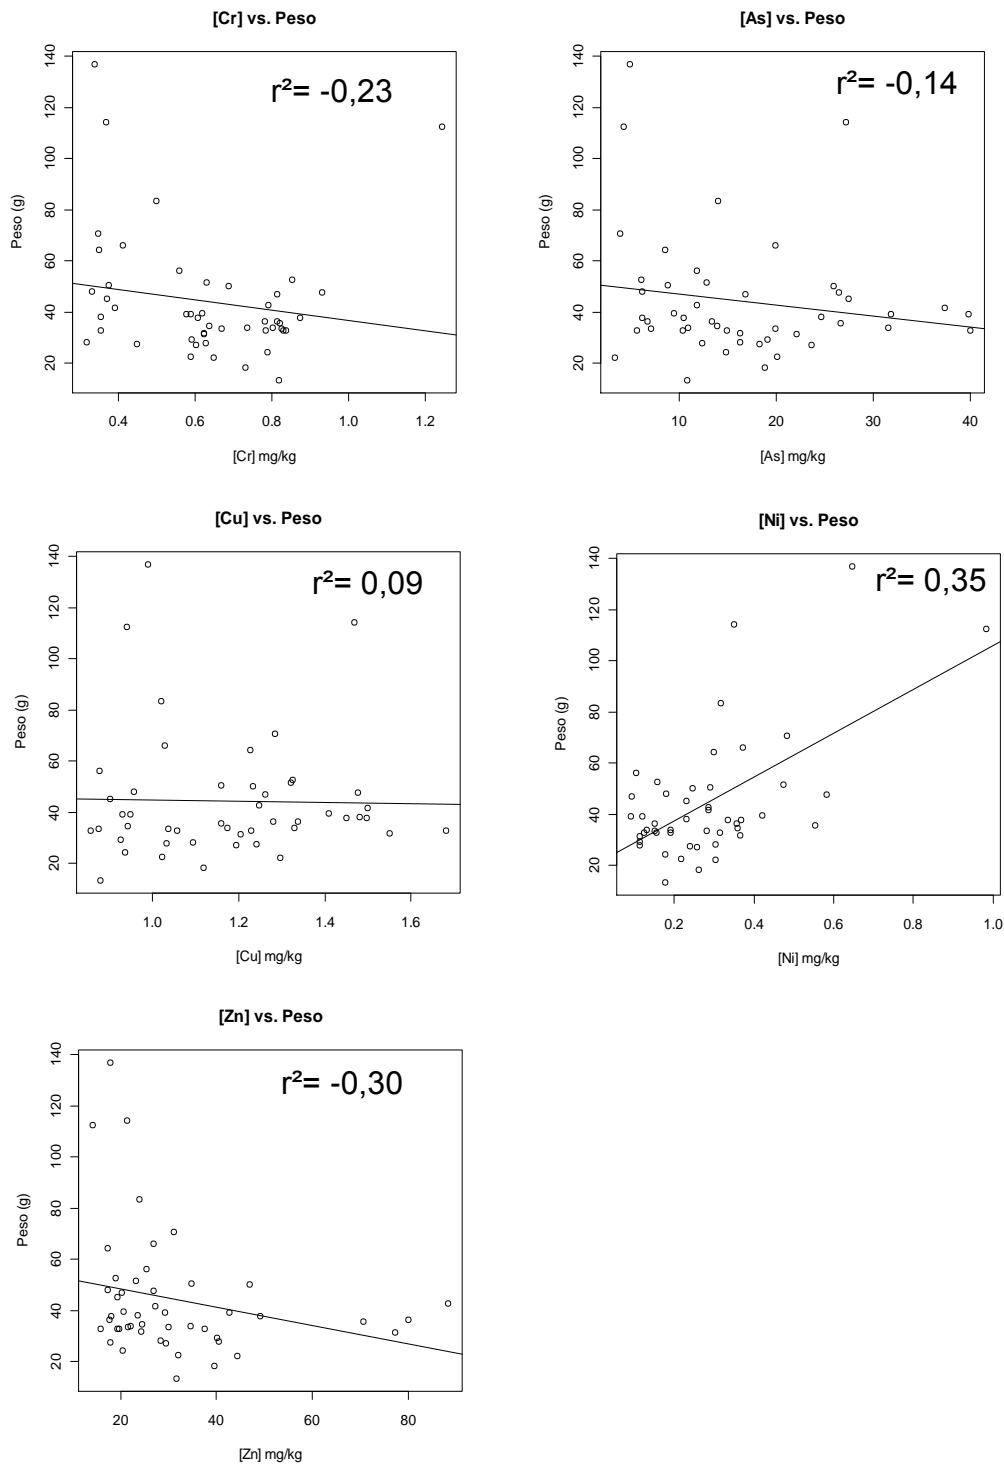 [Cr] vs. Peso
r²= -0,23
Peso (g)
140
120
100
80
60
40
20
0.4 0.6 0.8 1.0 1.2
[Cr] mg/kg
[As] vs. Peso
r²= -0,14
Peso (g)
140
120
100
80
60
40
20
10 20 30 40
[As] mg/kg
[Cu] vs. Peso
r²= 0,09
Peso (g)
140
120
100
80
60
40
20
1.0 1.2 1.4 1.6
[Cu] mg/kg
[Ni] vs. Peso
r²= 0,35
Peso (g)
140
120
100
80
60
40
20
0.2 0.4 0.6 0.8 1.0
[Ni] mg/kg
[Zn] vs. Peso
r²= -0,30
Peso (g)
140
120
100
80
60
40
20
20 40 60 80
[Zn] mg/kg